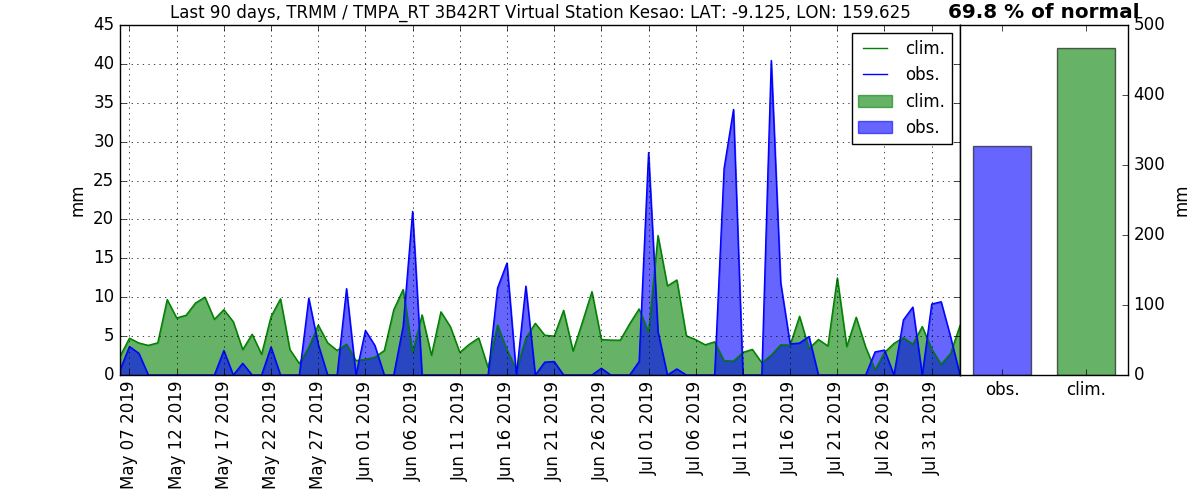 Last 90 days, TRMM / TMPA_RT 3B42RT Virtual Station Kesao: LAT: -9.125, LON: 159.625
69.8 % of normal
45
40
35
30
25
20
15
10
5
0
mm
clim.
obs.
clim.
obs.
500
400
300
200
100
0
mm
obs.
clim.
May 07 2019
May 12 2019
May 17 2019
May 22 2019
May 27 2019
Jun 01 2019
Jun 06 2019
Jun 11 2019
Jun 16 2019
Jun 21 2019
Jun 26 2019
Jul 01 2019
Jul 06 2019
Jul 11 2019
Jul 16 2019
Jul 21 2019
Jul 26 2019
Jul 31 2019